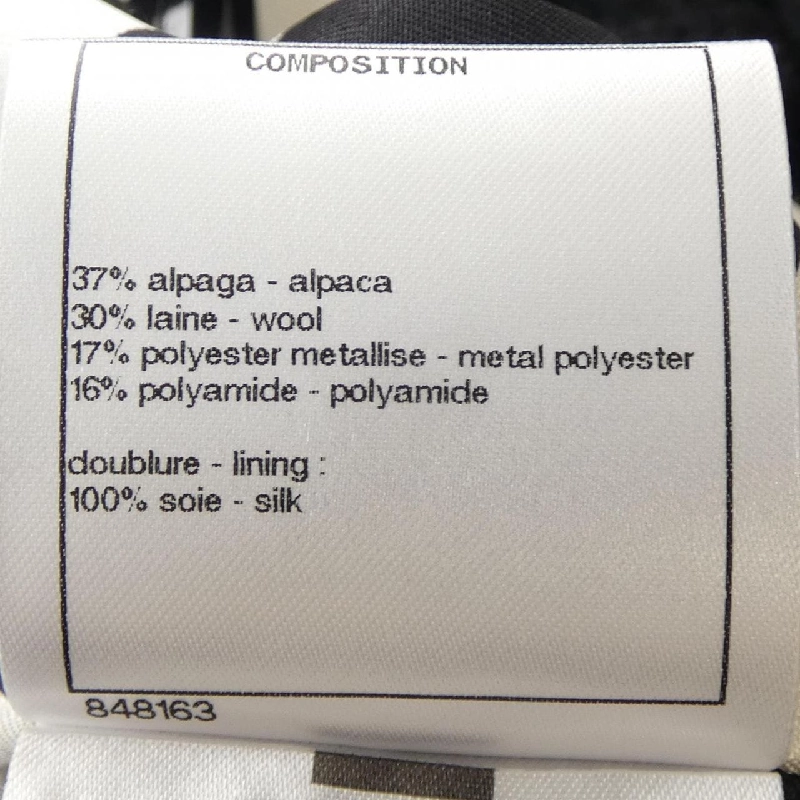 COMPOSITION
37% alpaga - alpaca
30% laine - wool
17% polyester metallise - metal polyester
16% polyamide - polyamide
doublure - lining :
100% soie - silk
848163